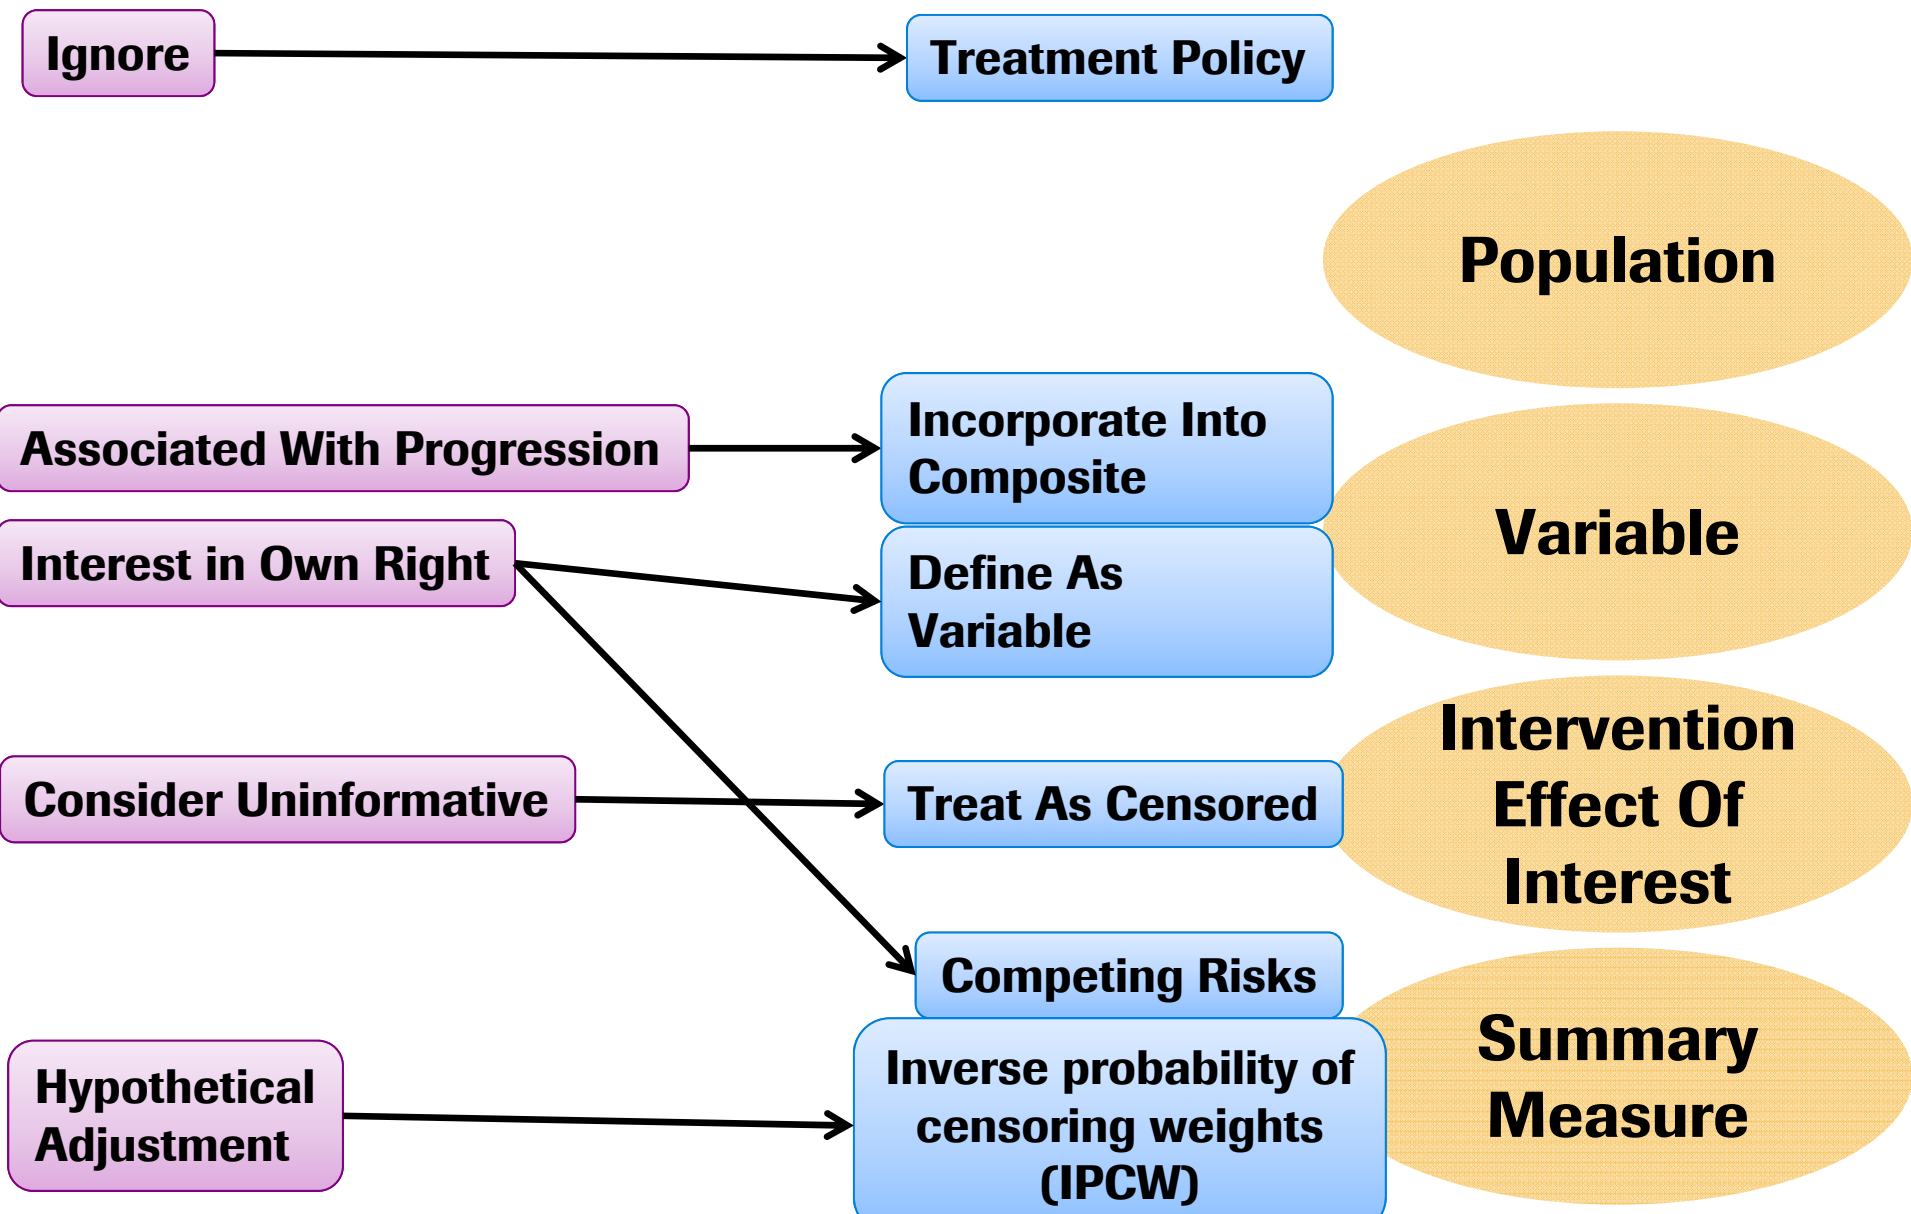 Ignore
Treatment Policy
Population
Associated With Progression
Incorporate Into
Composite
Variable
Interest in Own Right
Define As
Variable
Intervention
Effect Of
Interest
Consider Uninformative
Treat As Censored
Competing Risks
Summary
Measure
Hypothetical
Adjustment
Inverse probability of
censoring weights
(IPCW)